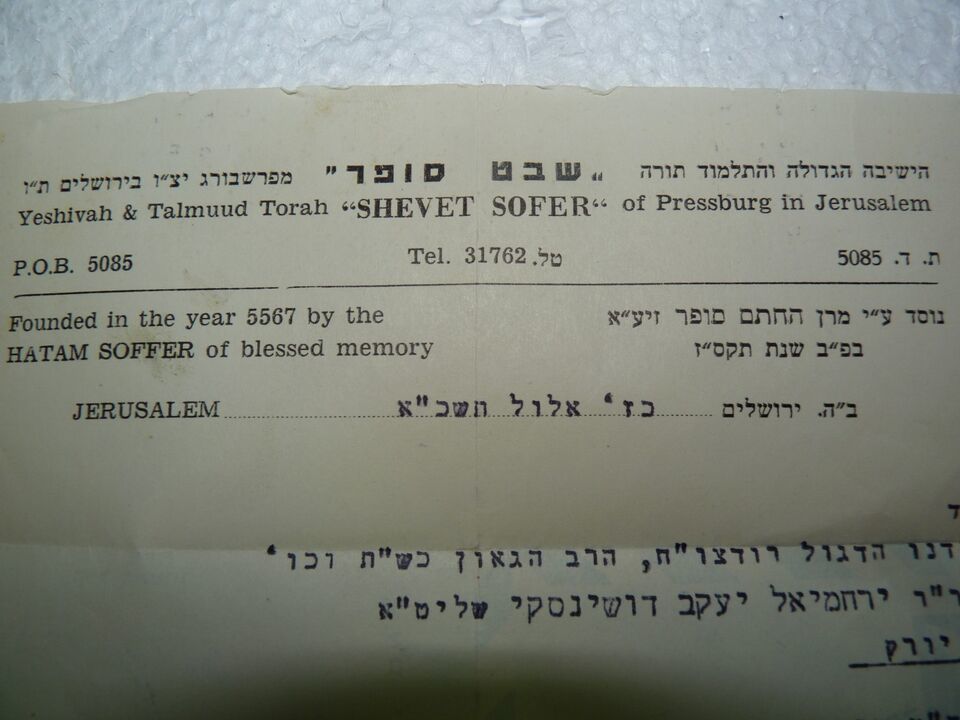 הישיבה הגדולה והתלמוד תורה „שבט סופר" מפרשבורג יצ״ו בירושלים ת״ו
Yeshivah & Talmuud Torah “SHEVET SOFER“ of Pressburg in Jerusalem
P.O.B. 5085 Tel. 31762 .טל ת. ד. 5085
Founded in the year 5567 by the נוסד ע״י מרן החתם סופר זיע״א
HATAM SOFFER of blessed memory בפ״ב שנת תקס״ז
JERUSALEM כז' אלול תשכ"א ב״ה. ירושלים
ד
דנו הדגול רודצו"ח, הרב הגאון כש"ת וכו'
ר"ר ירחמיאל יעקב דושינסקי שליט"א
יורק